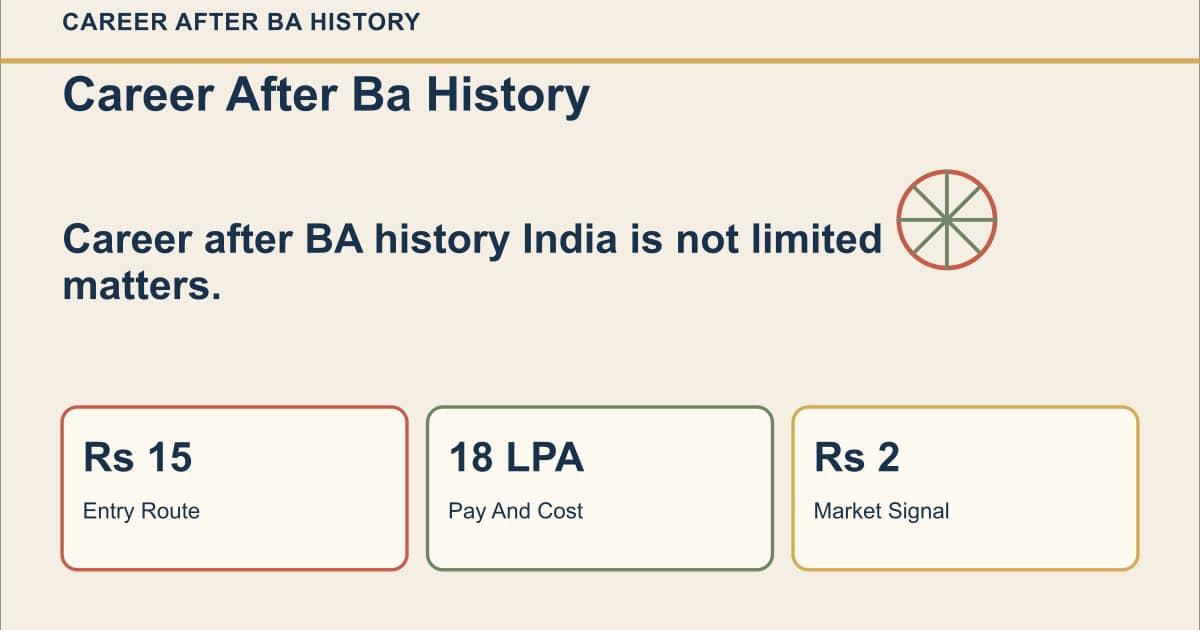 CAREER AFTER BA HISTORY
Career After Ba History
Career after BA history India is not limited
matters.
Rs 15
Entry Route
18 LPA
Pay And Cost
Rs 2
Market Signal